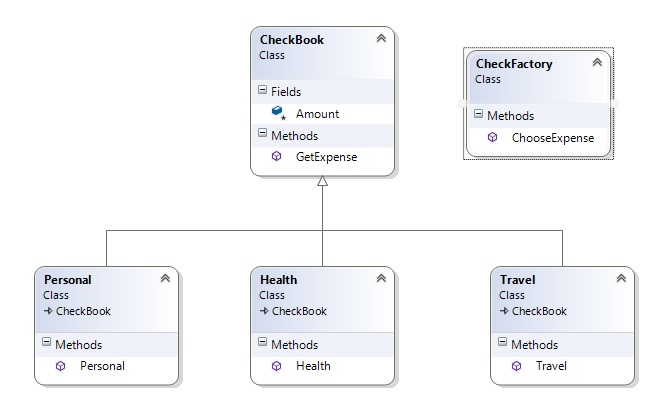 CheckBook
Class
Fields
Amount
Methods
GetExpense
CheckFactory
Class
Methods
ChooseExpense
Personal
Class
CheckBook
Methods
Personal
Health
Class
CheckBook
Methods
Health
Travel
Class
CheckBook
Methods
Travel